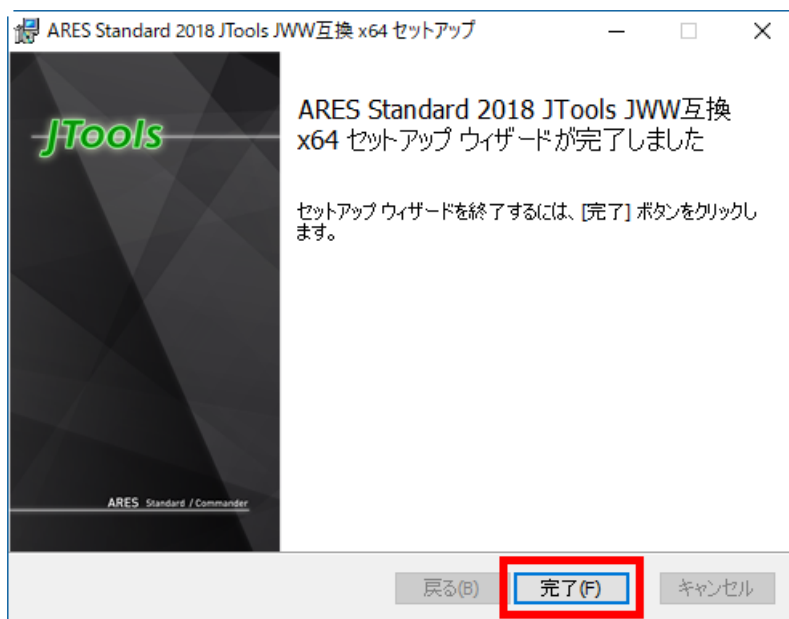 ARES Standard 2018 JTools JWW互換 x64 セットアップ
JTools
ARES Standard 2018 JTools JWW互換
x64 セットアップ ウィザードが完了しました
セットアップ ウィザードを終了するには、[完了] ボタンをクリックし
ます。
ARES Standard / Commander
戻る(B) 完了(F) キャンセル